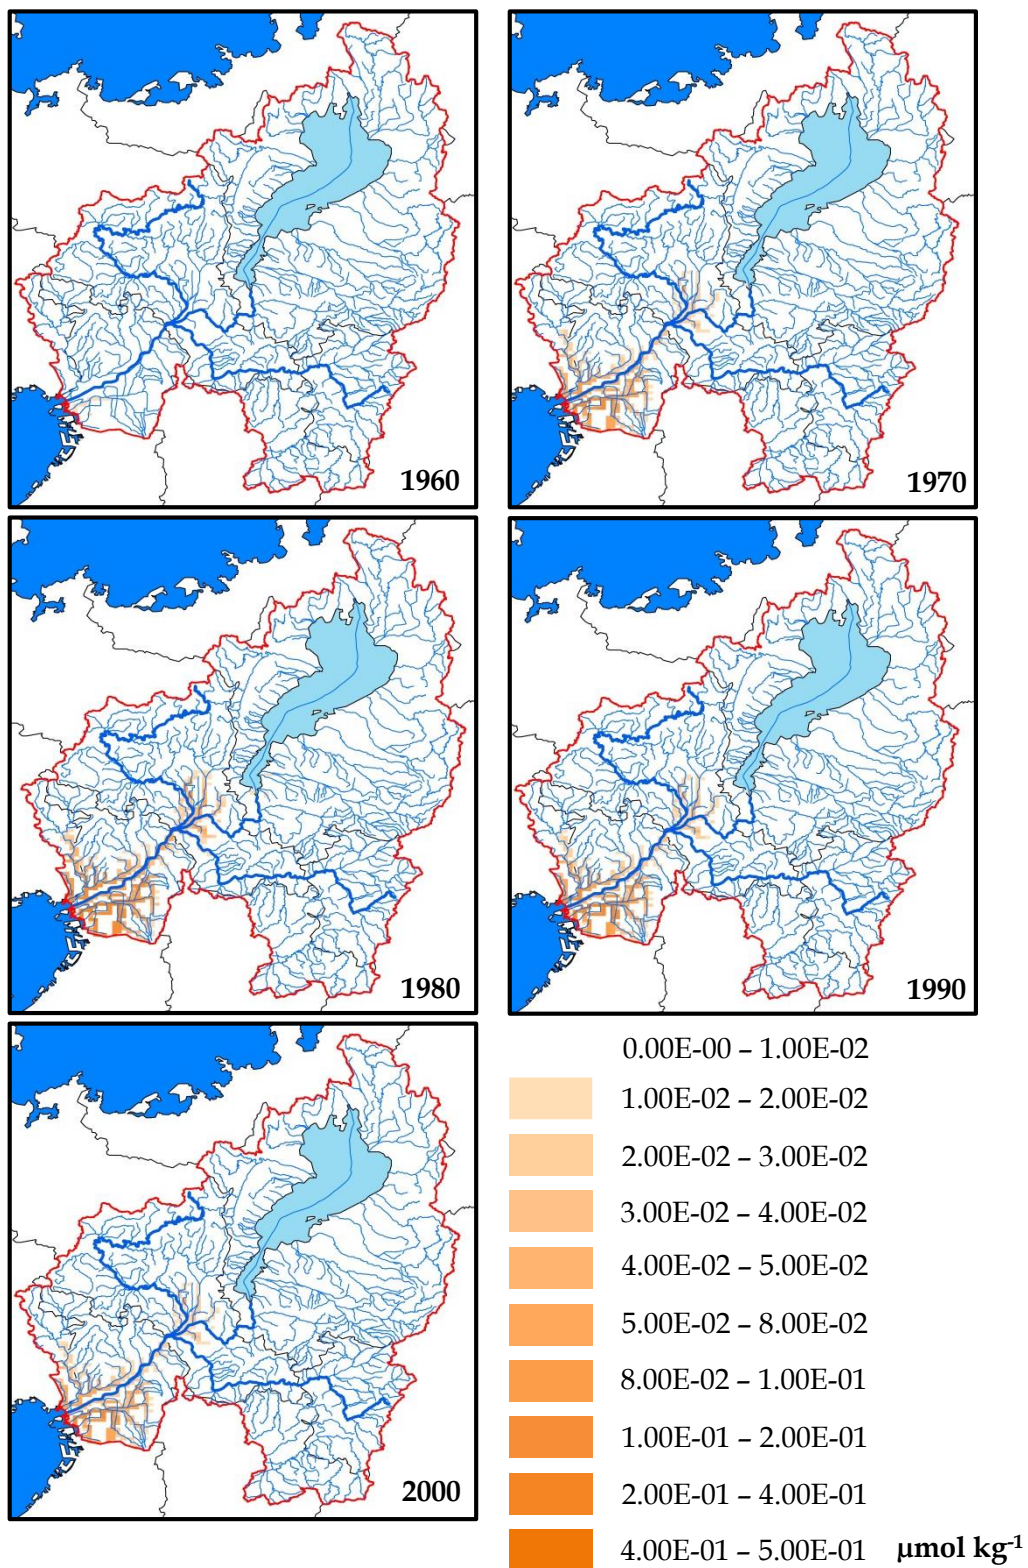 1960
1970
1980
1990
2000
0.00E-00 – 1.00E-02
1.00E-02 – 2.00E-02
2.00E-02 – 3.00E-02
3.00E-02 – 4.00E-02
4.00E-02 – 5.00E-02
5.00E-02 – 8.00E-02
8.00E-02 – 1.00E-01
1.00E-01 – 2.00E-01
2.00E-01 – 4.00E-01
4.00E-01 – 5.00E-01 μmol kg⁻¹